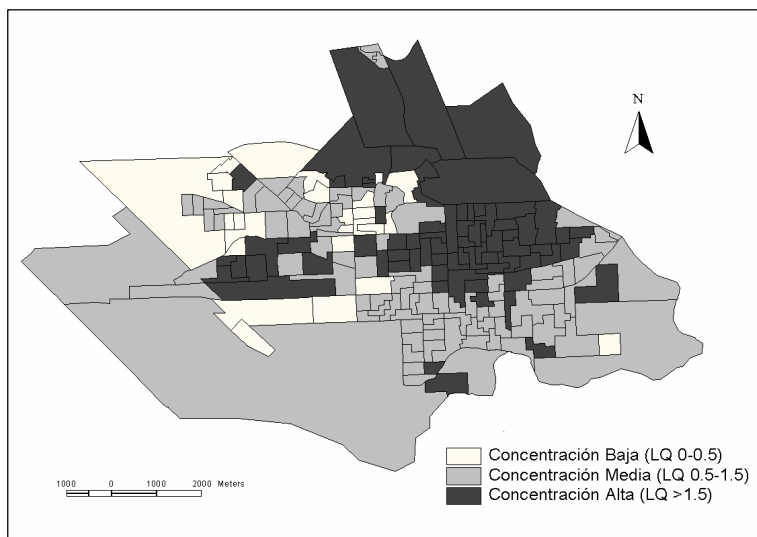 N
Concentración Baja (LQ 0-0.5)
Concentración Media (LQ 0.5-1.5)
Concentración Alta (LQ >1.5)
1000 0 1000 2000 Meters